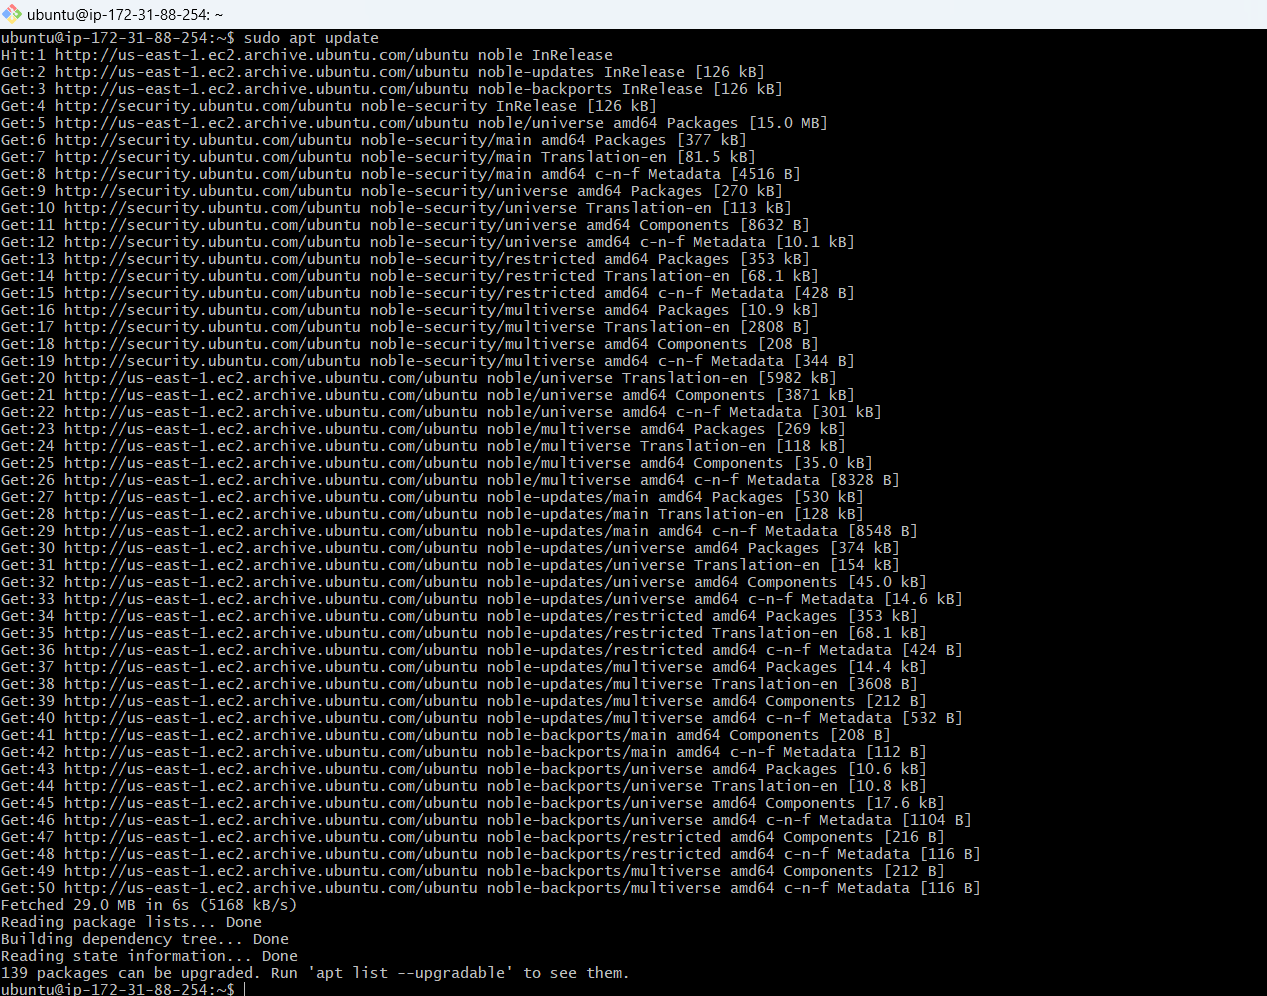 ubuntu@ip-172-31-88-254: ~
ubuntu@ip-172-31-88-254:~$ sudo apt update
Hit:1 http://us-east-1.ec2.archive.ubuntu.com/ubuntu noble InRelease
Get:2 http://us-east-1.ec2.archive.ubuntu.com/ubuntu noble-updates InRelease [126 kB]
Get:3 http://us-east-1.ec2.archive.ubuntu.com/ubuntu noble-backports InRelease [126 kB]
Get:4 http://security.ubuntu.com/ubuntu noble-security InRelease [126 kB]
Get:5 http://us-east-1.ec2.archive.ubuntu.com/ubuntu noble/universe amd64 Packages [15.0 MB]
Get:6 http://security.ubuntu.com/ubuntu noble-security/main amd64 Packages [377 kB]
Get:7 http://security.ubuntu.com/ubuntu noble-security/main Translation-en [81.5 kB]
Get:8 http://security.ubuntu.com/ubuntu noble-security/main amd64 c-n-f Metadata [4516 B]
Get:9 http://security.ubuntu.com/ubuntu noble-security/universe amd64 Packages [270 kB]
Get:10 http://security.ubuntu.com/ubuntu noble-security/universe Translation-en [113 kB]
Get:11 http://security.ubuntu.com/ubuntu noble-security/universe amd64 Components [8632 B]
Get:12 http://security.ubuntu.com/ubuntu noble-security/universe amd64 c-n-f Metadata [10.1 kB]
Get:13 http://security.ubuntu.com/ubuntu noble-security/restricted amd64 Packages [353 kB]
Get:14 http://security.ubuntu.com/ubuntu noble-security/restricted Translation-en [68.1 kB]
Get:15 http://security.ubuntu.com/ubuntu noble-security/restricted amd64 c-n-f Metadata [428 B]
Get:16 http://security.ubuntu.com/ubuntu noble-security/multiverse amd64 Packages [10.9 kB]
Get:17 http://security.ubuntu.com/ubuntu noble-security/multiverse Translation-en [2808 B]
Get:18 http://security.ubuntu.com/ubuntu noble-security/multiverse amd64 Components [208 B]
Get:19 http://security.ubuntu.com/ubuntu noble-security/multiverse amd64 c-n-f Metadata [344 B]
Get:20 http://us-east-1.ec2.archive.ubuntu.com/ubuntu noble/universe Translation-en [5982 kB]
Get:21 http://us-east-1.ec2.archive.ubuntu.com/ubuntu noble/universe amd64 Components [3871 kB]
Get:22 http://us-east-1.ec2.archive.ubuntu.com/ubuntu noble/universe amd64 c-n-f Metadata [301 kB]
Get:23 http://us-east-1.ec2.archive.ubuntu.com/ubuntu noble/multiverse amd64 Packages [269 kB]
Get:24 http://us-east-1.ec2.archive.ubuntu.com/ubuntu noble/multiverse Translation-en [118 kB]
Get:25 http://us-east-1.ec2.archive.ubuntu.com/ubuntu noble/multiverse amd64 Components [35.0 kB]
Get:26 http://us-east-1.ec2.archive.ubuntu.com/ubuntu noble/multiverse amd64 c-n-f Metadata [8328 B]
Get:27 http://us-east-1.ec2.archive.ubuntu.com/ubuntu noble-updates/main amd64 Packages [530 kB]
Get:28 http://us-east-1.ec2.archive.ubuntu.com/ubuntu noble-updates/main Translation-en [128 kB]
Get:29 http://us-east-1.ec2.archive.ubuntu.com/ubuntu noble-updates/main amd64 c-n-f Metadata [8548 B]
Get:30 http://us-east-1.ec2.archive.ubuntu.com/ubuntu noble-updates/universe amd64 Packages [374 kB]
Get:31 http://us-east-1.ec2.archive.ubuntu.com/ubuntu noble-updates/universe Translation-en [154 kB]
Get:32 http://us-east-1.ec2.archive.ubuntu.com/ubuntu noble-updates/universe amd64 Components [45.0 kB]
Get:33 http://us-east-1.ec2.archive.ubuntu.com/ubuntu noble-updates/universe amd64 c-n-f Metadata [14.6 kB]
Get:34 http://us-east-1.ec2.archive.ubuntu.com/ubuntu noble-updates/restricted amd64 Packages [353 kB]
Get:35 http://us-east-1.ec2.archive.ubuntu.com/ubuntu noble-updates/restricted Translation-en [68.1 kB]
Get:36 http://us-east-1.ec2.archive.ubuntu.com/ubuntu noble-updates/restricted amd64 c-n-f Metadata [424 B]
Get:37 http://us-east-1.ec2.archive.ubuntu.com/ubuntu noble-updates/multiverse amd64 Packages [14.4 kB]
Get:38 http://us-east-1.ec2.archive.ubuntu.com/ubuntu noble-updates/multiverse Translation-en [3608 B]
Get:39 http://us-east-1.ec2.archive.ubuntu.com/ubuntu noble-updates/multiverse amd64 Components [212 B]
Get:40 http://us-east-1.ec2.archive.ubuntu.com/ubuntu noble-updates/multiverse amd64 c-n-f Metadata [532 B]
Get:41 http://us-east-1.ec2.archive.ubuntu.com/ubuntu noble-backports/main amd64 Components [208 B]
Get:42 http://us-east-1.ec2.archive.ubuntu.com/ubuntu noble-backports/main amd64 c-n-f Metadata [112 B]
Get:43 http://us-east-1.ec2.archive.ubuntu.com/ubuntu noble-backports/universe amd64 Packages [10.6 kB]
Get:44 http://us-east-1.ec2.archive.ubuntu.com/ubuntu noble-backports/universe Translation-en [10.8 kB]
Get:45 http://us-east-1.ec2.archive.ubuntu.com/ubuntu noble-backports/universe amd64 Components [17.6 kB]
Get:46 http://us-east-1.ec2.archive.ubuntu.com/ubuntu noble-backports/universe amd64 c-n-f Metadata [1104 B]
Get:47 http://us-east-1.ec2.archive.ubuntu.com/ubuntu noble-backports/restricted amd64 Components [216 B]
Get:48 http://us-east-1.ec2.archive.ubuntu.com/ubuntu noble-backports/restricted amd64 c-n-f Metadata [116 B]
Get:49 http://us-east-1.ec2.archive.ubuntu.com/ubuntu noble-backports/multiverse amd64 Components [212 B]
Get:50 http://us-east-1.ec2.archive.ubuntu.com/ubuntu noble-backports/multiverse amd64 c-n-f Metadata [116 B]
Fetched 29.0 MB in 6s (5168 kB/s)
Reading package lists... Done
Building dependency tree... Done
Reading state information... Done
139 packages can be upgraded. Run 'apt list --upgradable' to see them.
ubuntu@ip-172-31-88-254:~$